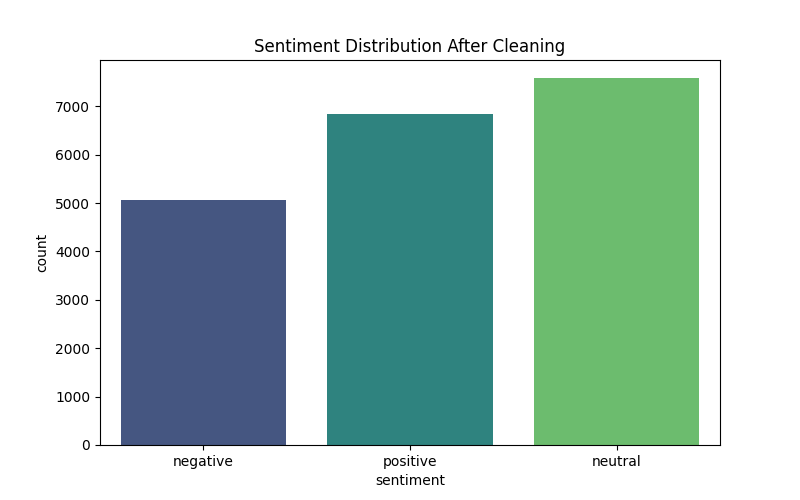 Sentiment Distribution After Cleaning
count
7000
6000
5000
4000
3000
2000
1000
0
negative positive neutral
sentiment